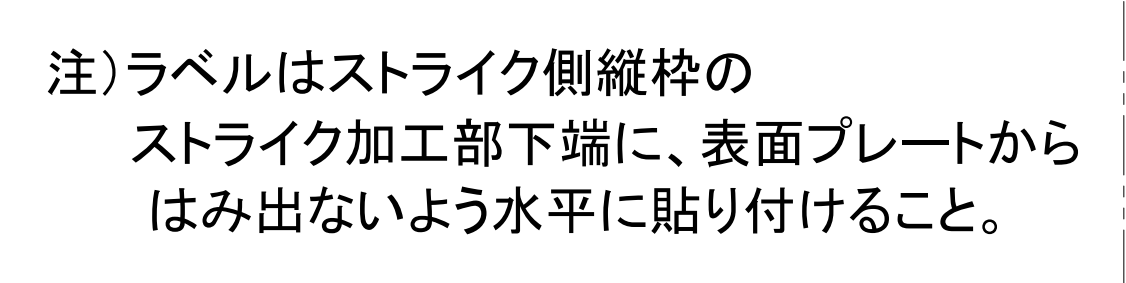 注)ラベルはストライク側縦枠の
ストライク加工部下端に、表面プレートから
はみ出ないよう水平に貼り付けること。